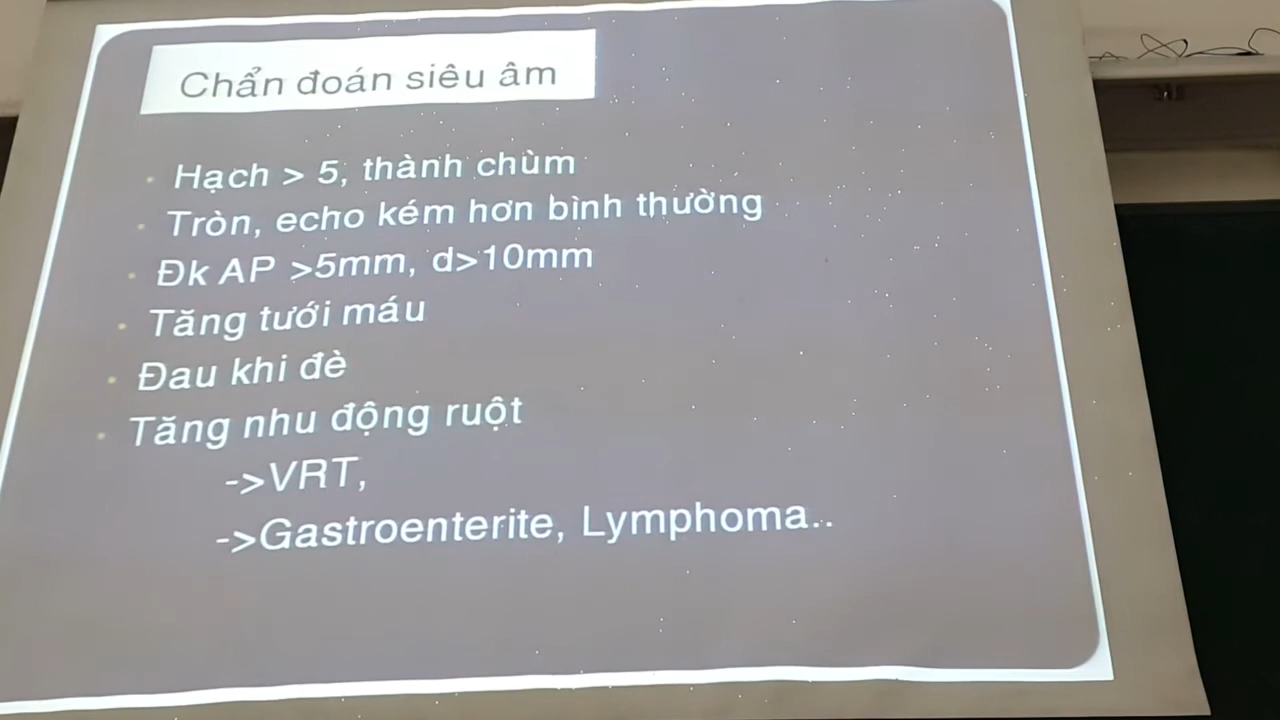 Chẩn đoán siêu âm
Hạch > 5, thành chùm
Tròn, echo kém hơn bình thường
Đk AP >5mm, d>10mm
Tăng tưới máu
Đau khi đè
Tăng nhu động ruột
->VRT,
->Gastroenterite, Lymphoma..